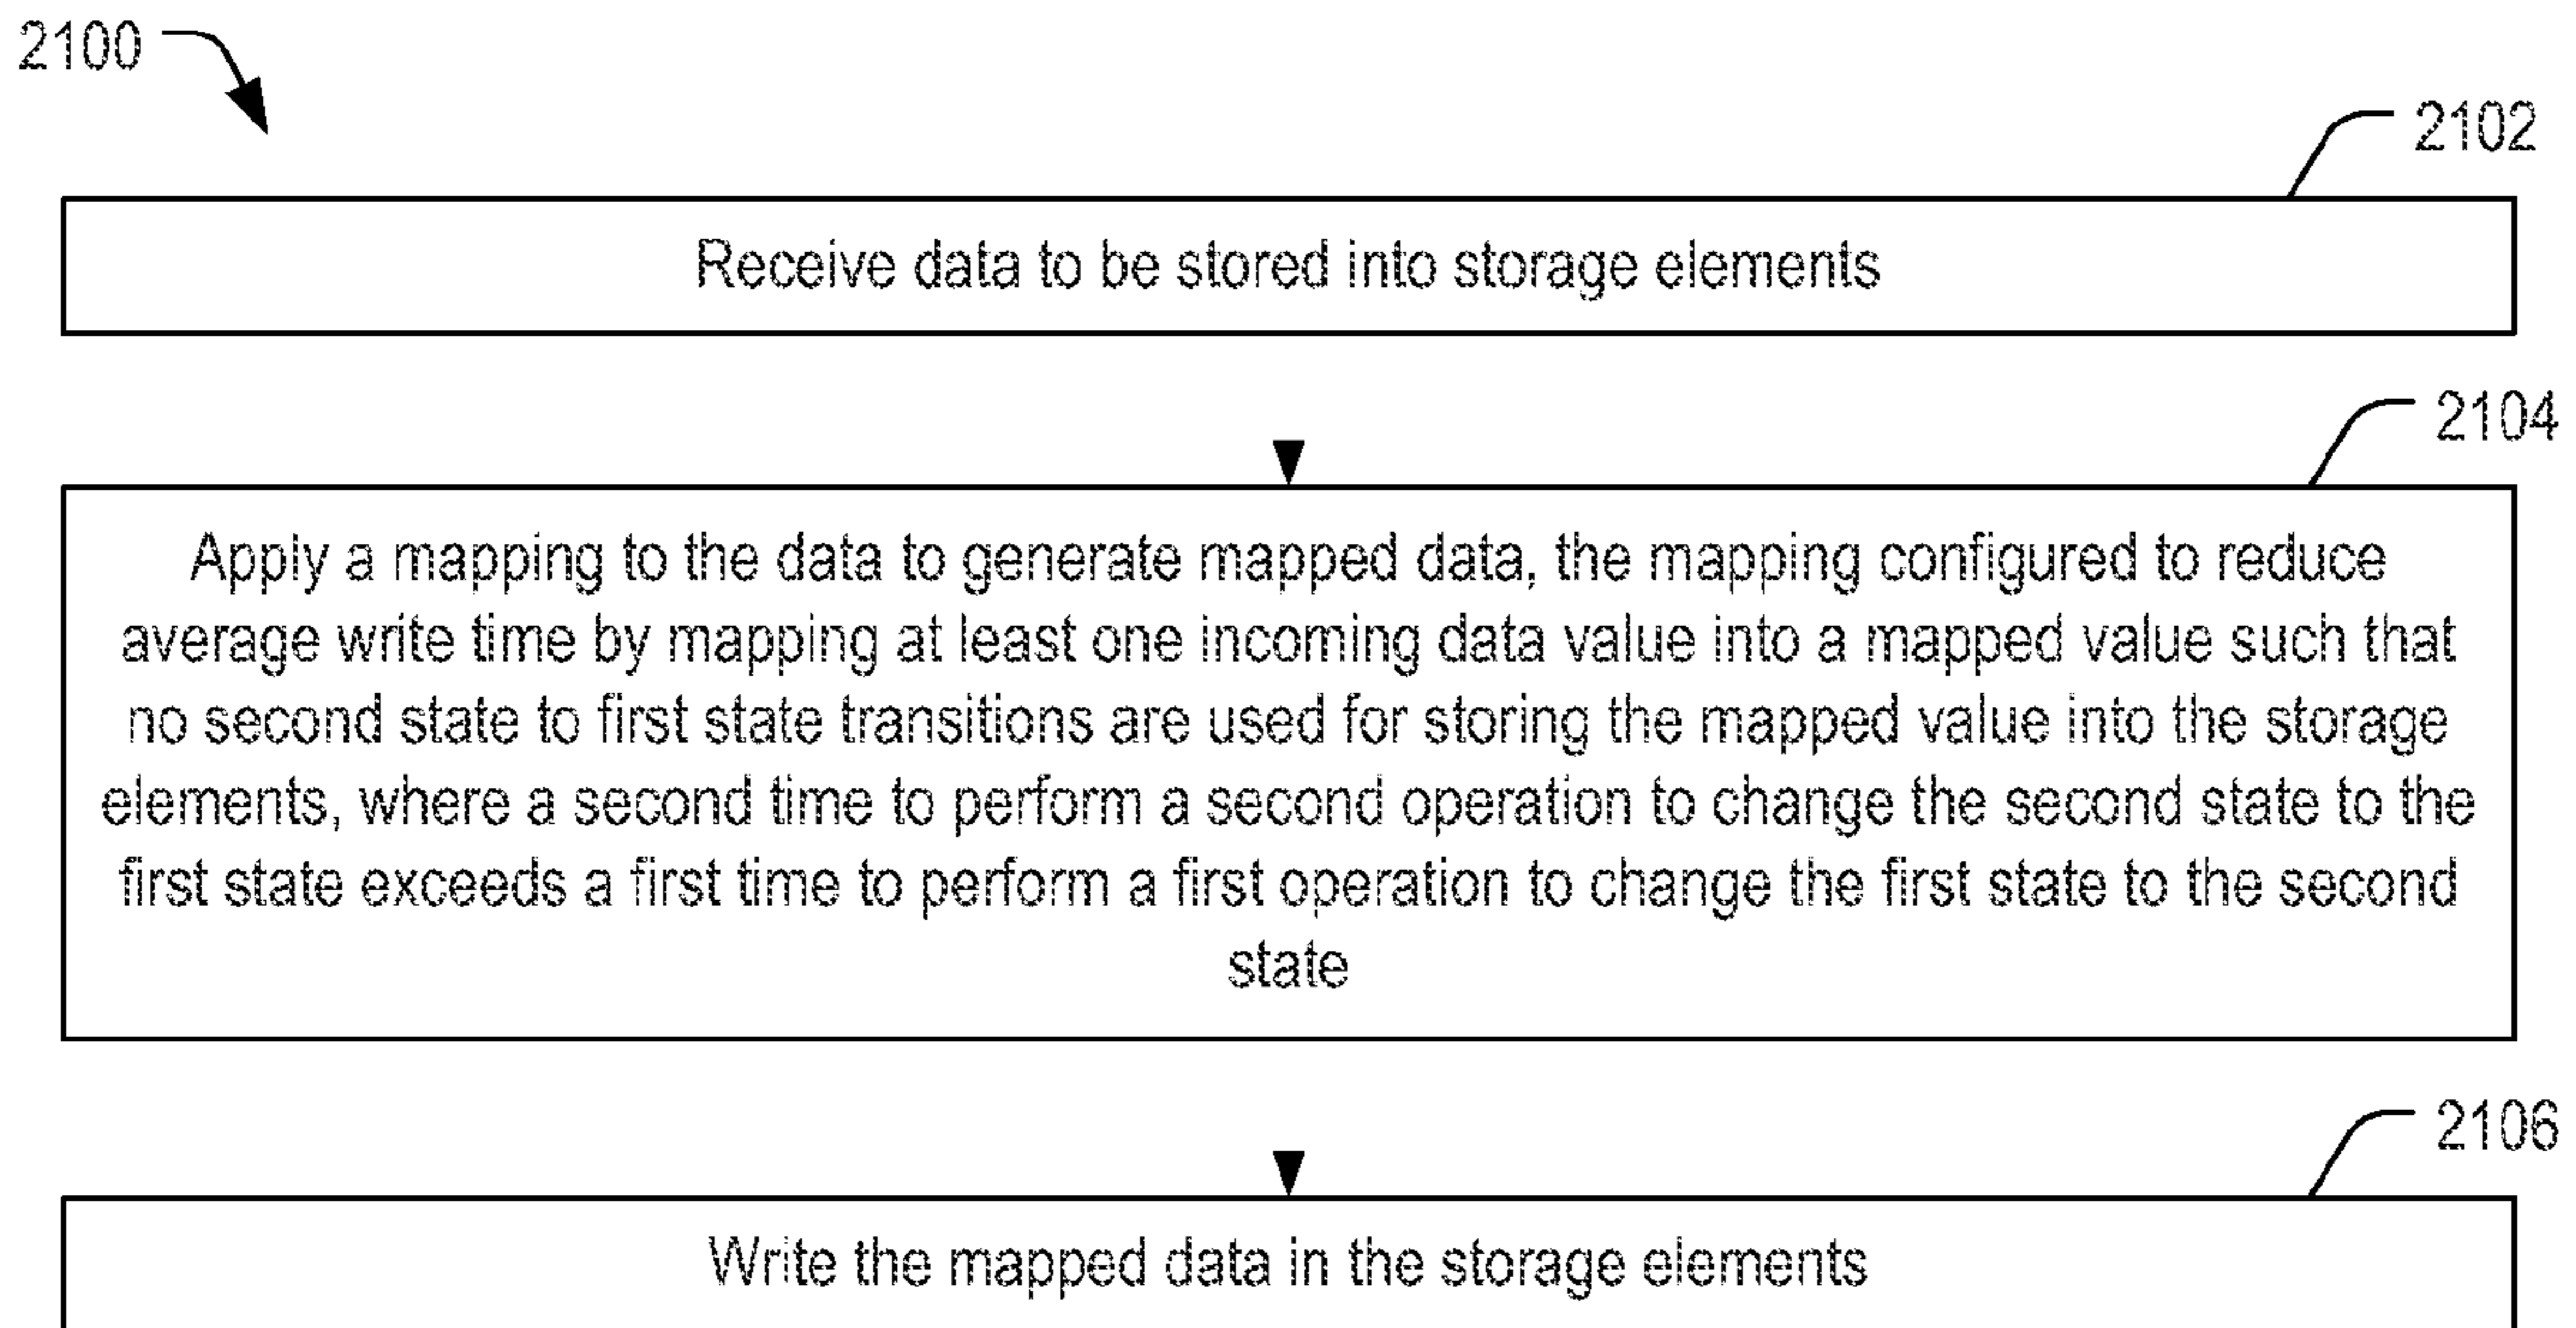 2100
2102
Receive data to be stored into storage elements
2104
Apply a mapping to the data to generate mapped data, the mapping configured to reduce
average write time by mapping at least one incoming data value into a mapped value such that
no second state to first state transitions are used for storing the mapped value into the storage
elements, where a second time to perform a second operation to change the second state to the
first state exceeds a first time to perform a first operation to change the first state to the second
state
2106
Write the mapped data in the storage elements